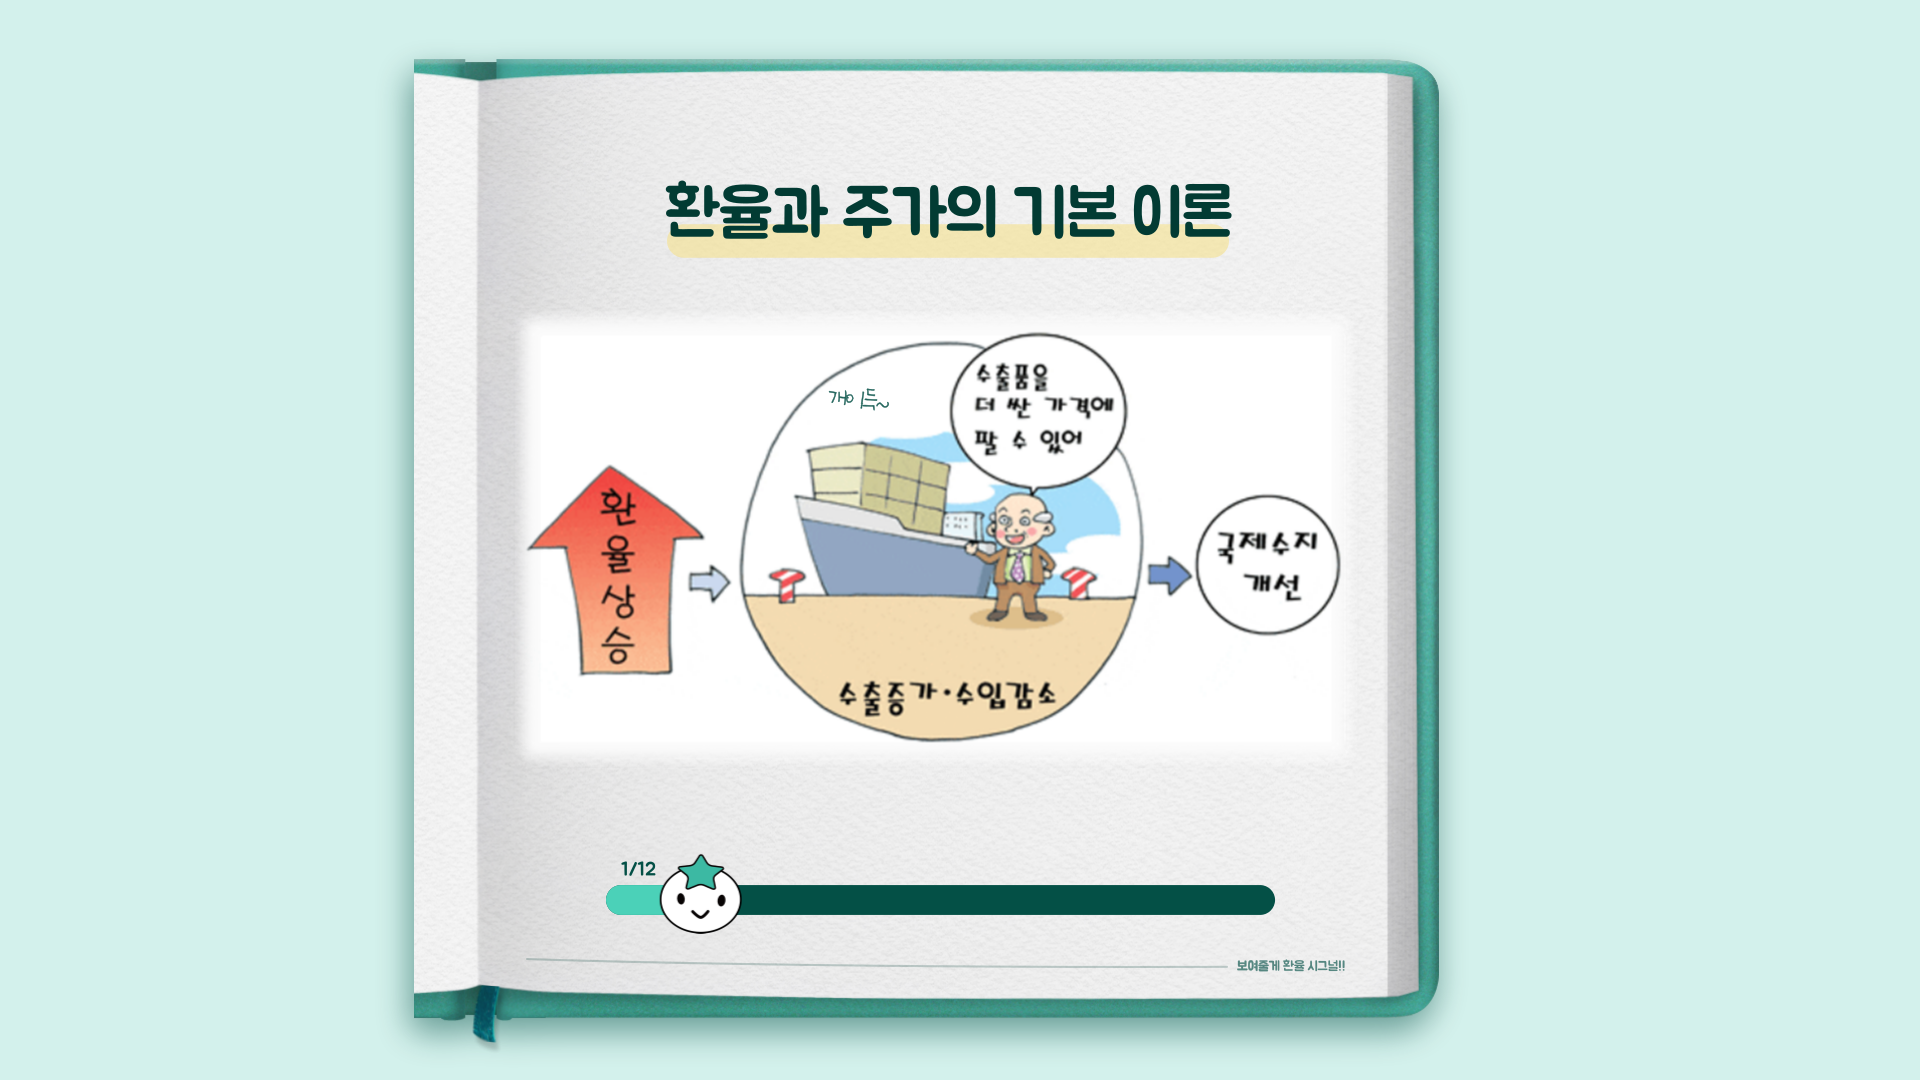 환율과 주가의 기본 이론
개이득~
수출품을
더 싼 가격에
팔 수 있어
환
율
상
승
국제수지
개선
수출증가·수입감소
1/12
보여줄게 환율 시그널!!